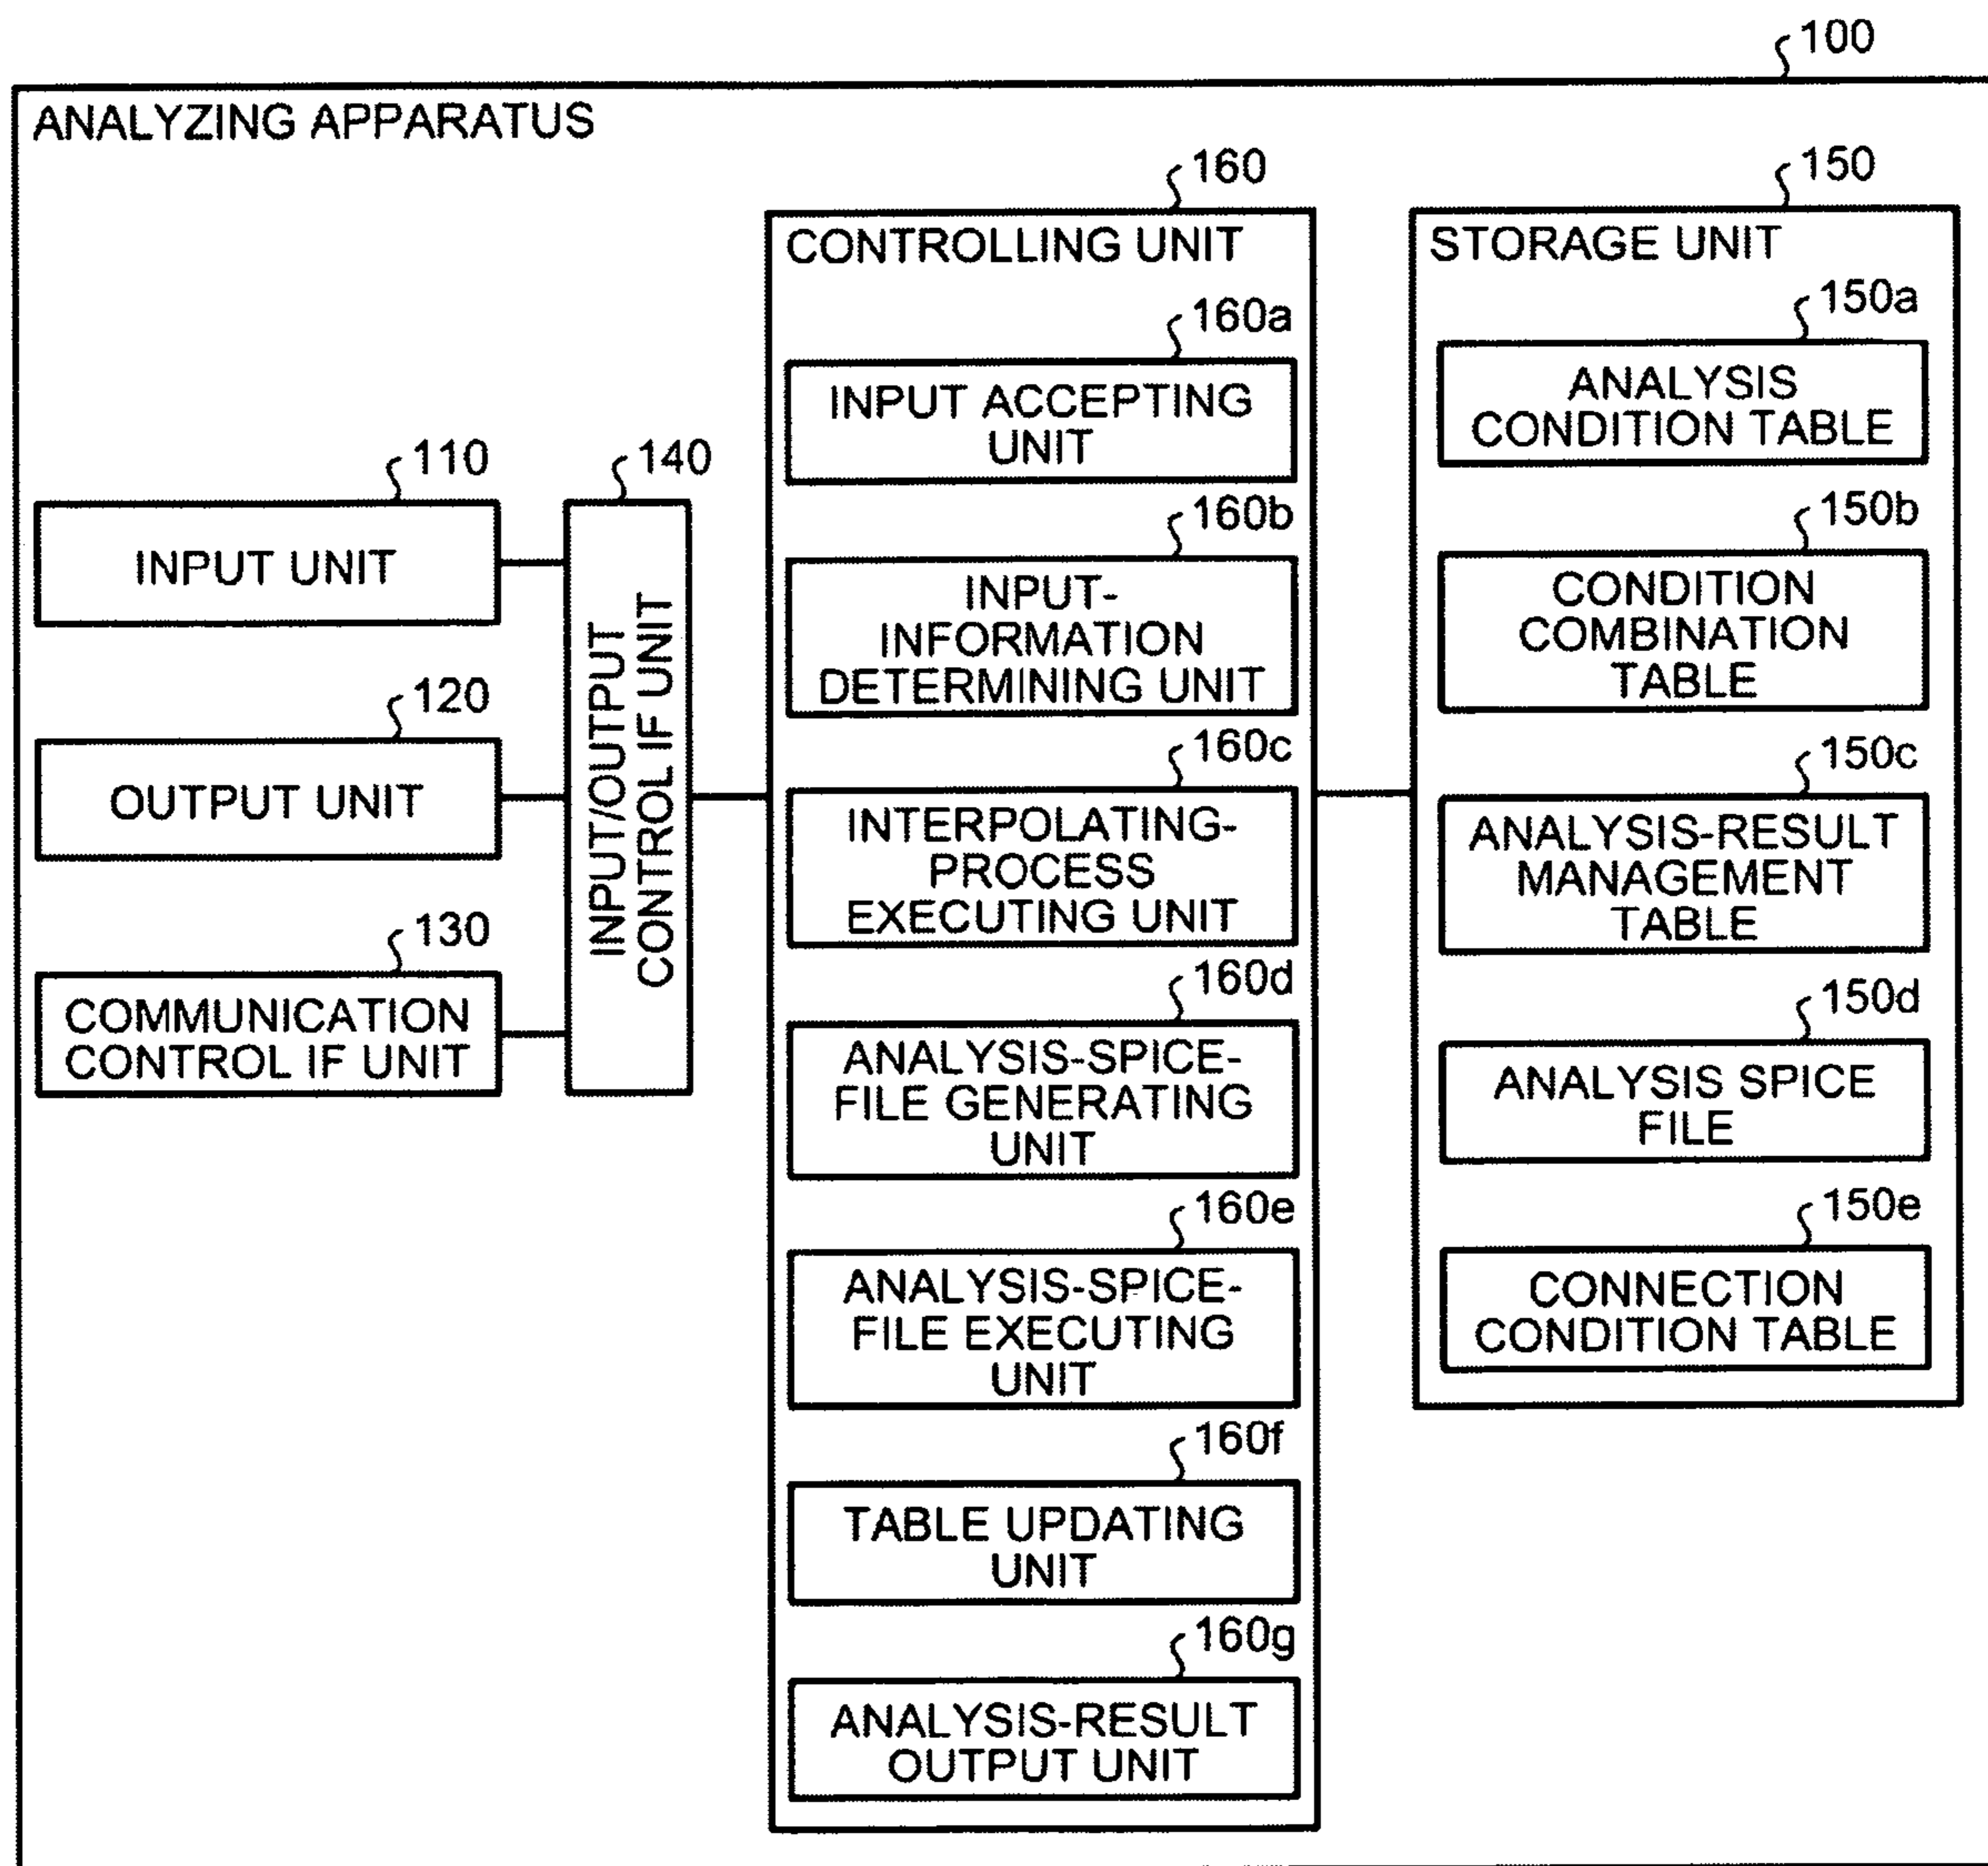 100
ANALYZING APPARATUS
110
INPUT UNIT
120
OUTPUT UNIT
130
COMMUNICATION
CONTROL IF UNIT
140
INPUT/OUTPUT
CONTROL IF UNIT
160
CONTROLLING UNIT
160a
INPUT ACCEPTING
UNIT
160b
INPUT-
INFORMATION
DETERMINING UNIT
160c
INTERPOLATING-
PROCESS
EXECUTING UNIT
160d
ANALYSIS-SPICE-
FILE GENERATING
UNIT
160e
ANALYSIS-SPICE-
FILE EXECUTING
UNIT
160f
TABLE UPDATING
UNIT
160g
ANALYSIS-RESULT
OUTPUT UNIT
150
STORAGE UNIT
150a
ANALYSIS
CONDITION TABLE
150b
CONDITION
COMBINATION
TABLE
150c
ANALYSIS-RESULT
MANAGEMENT
TABLE
150d
ANALYSIS SPICE
FILE
150e
CONNECTION
CONDITION TABLE